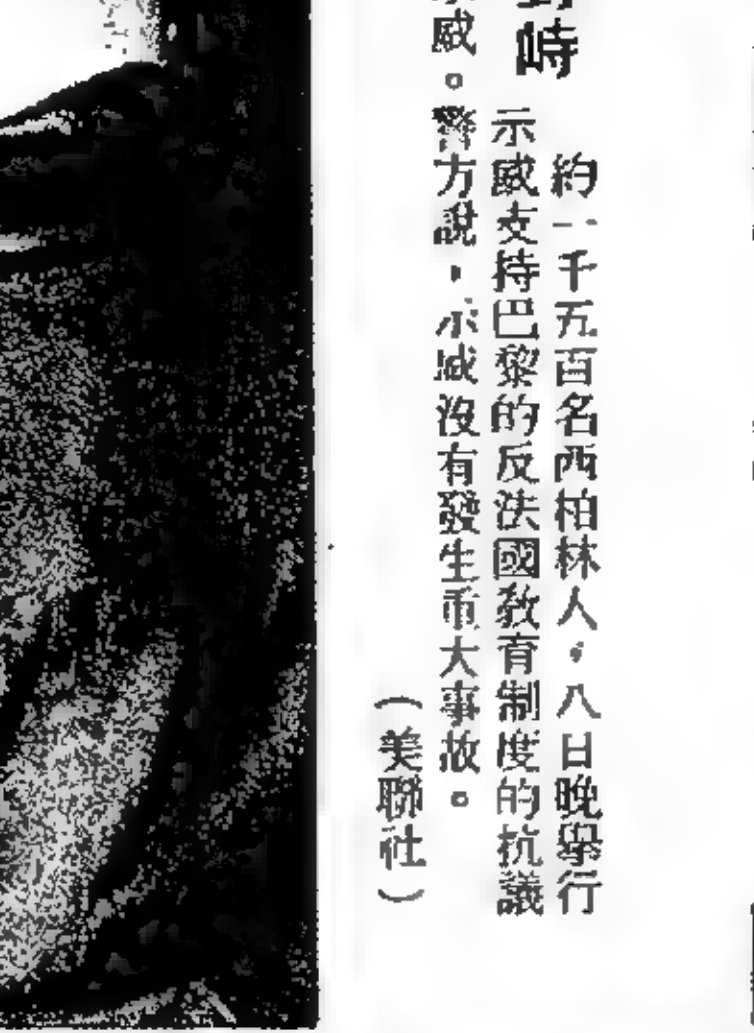 峙
約一千五百名西柏林人，八日晚舉行
示威支持巴黎的反法國敎育制度的抗議
威。警方說，示威沒有發生重大事故。
（美聯社）